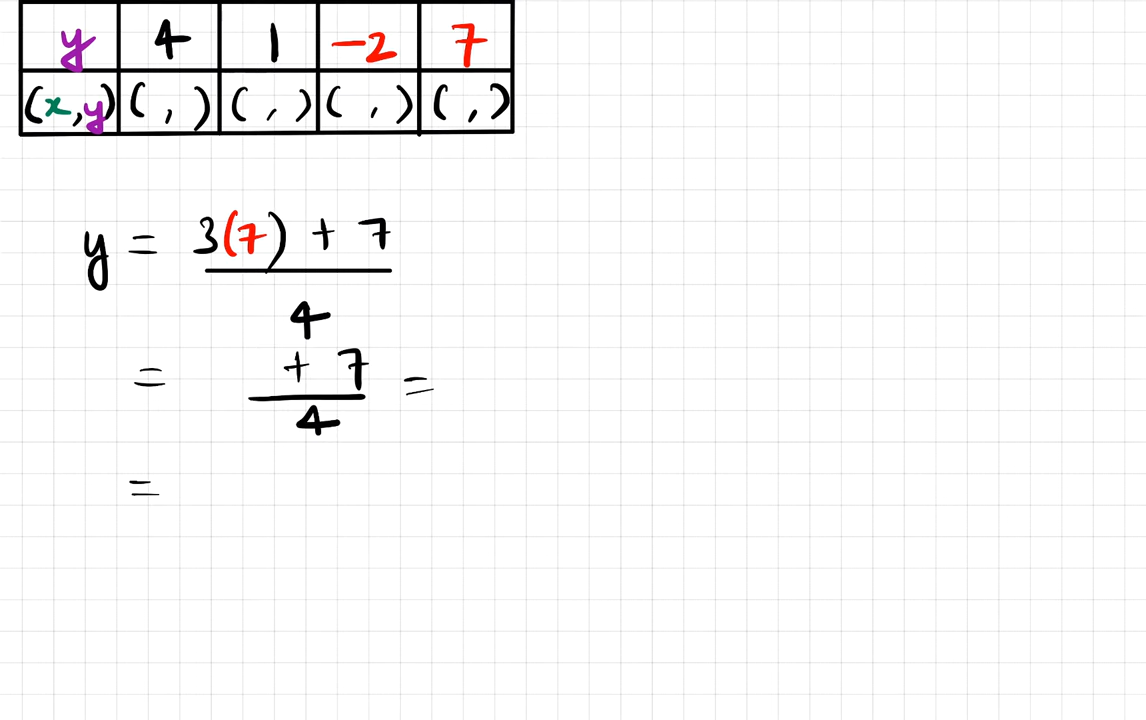 y 4 1 -2 7
(x,y) ( , ) ( , ) ( , ) ( , )
y = 3(7) + 7
4
= + 7 =
4
=